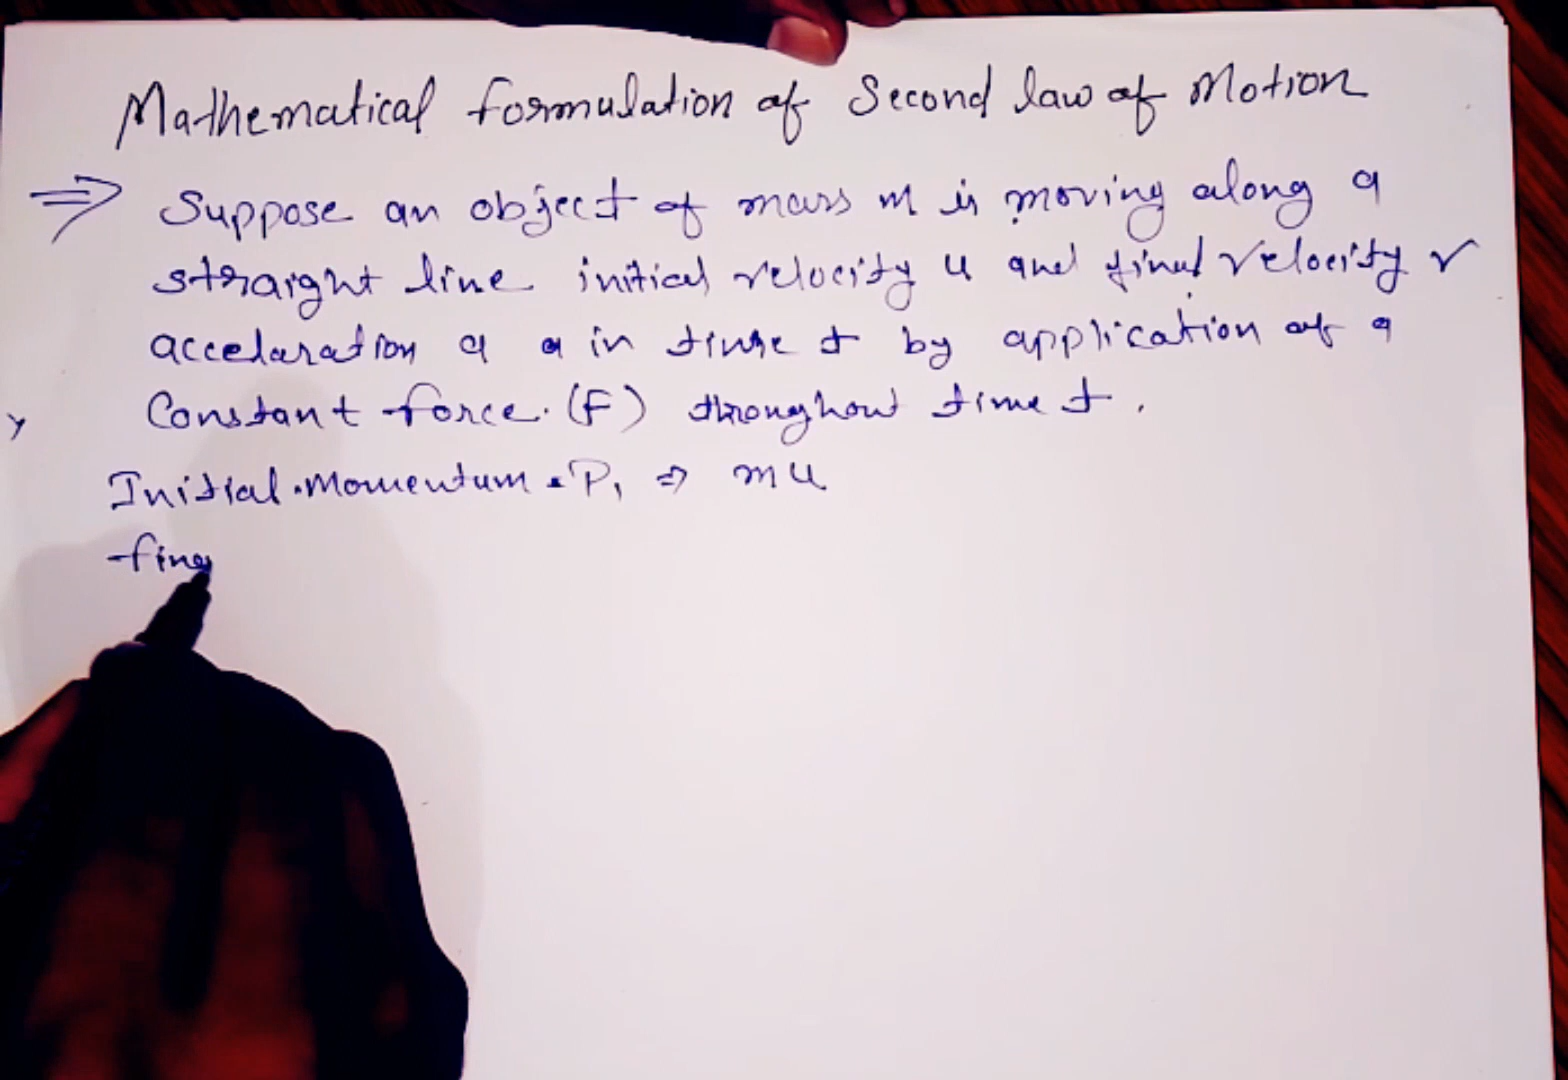 Mathematical formulation of Second law of Motion
⇒ Suppose an object of mass m is moving along a
straight line initial velocity u and final velocity v
accelaration a a in time t by application of a
Constant force. (F) throughout time t.
Initial Momentum = P₁ ⇒ mu
fina